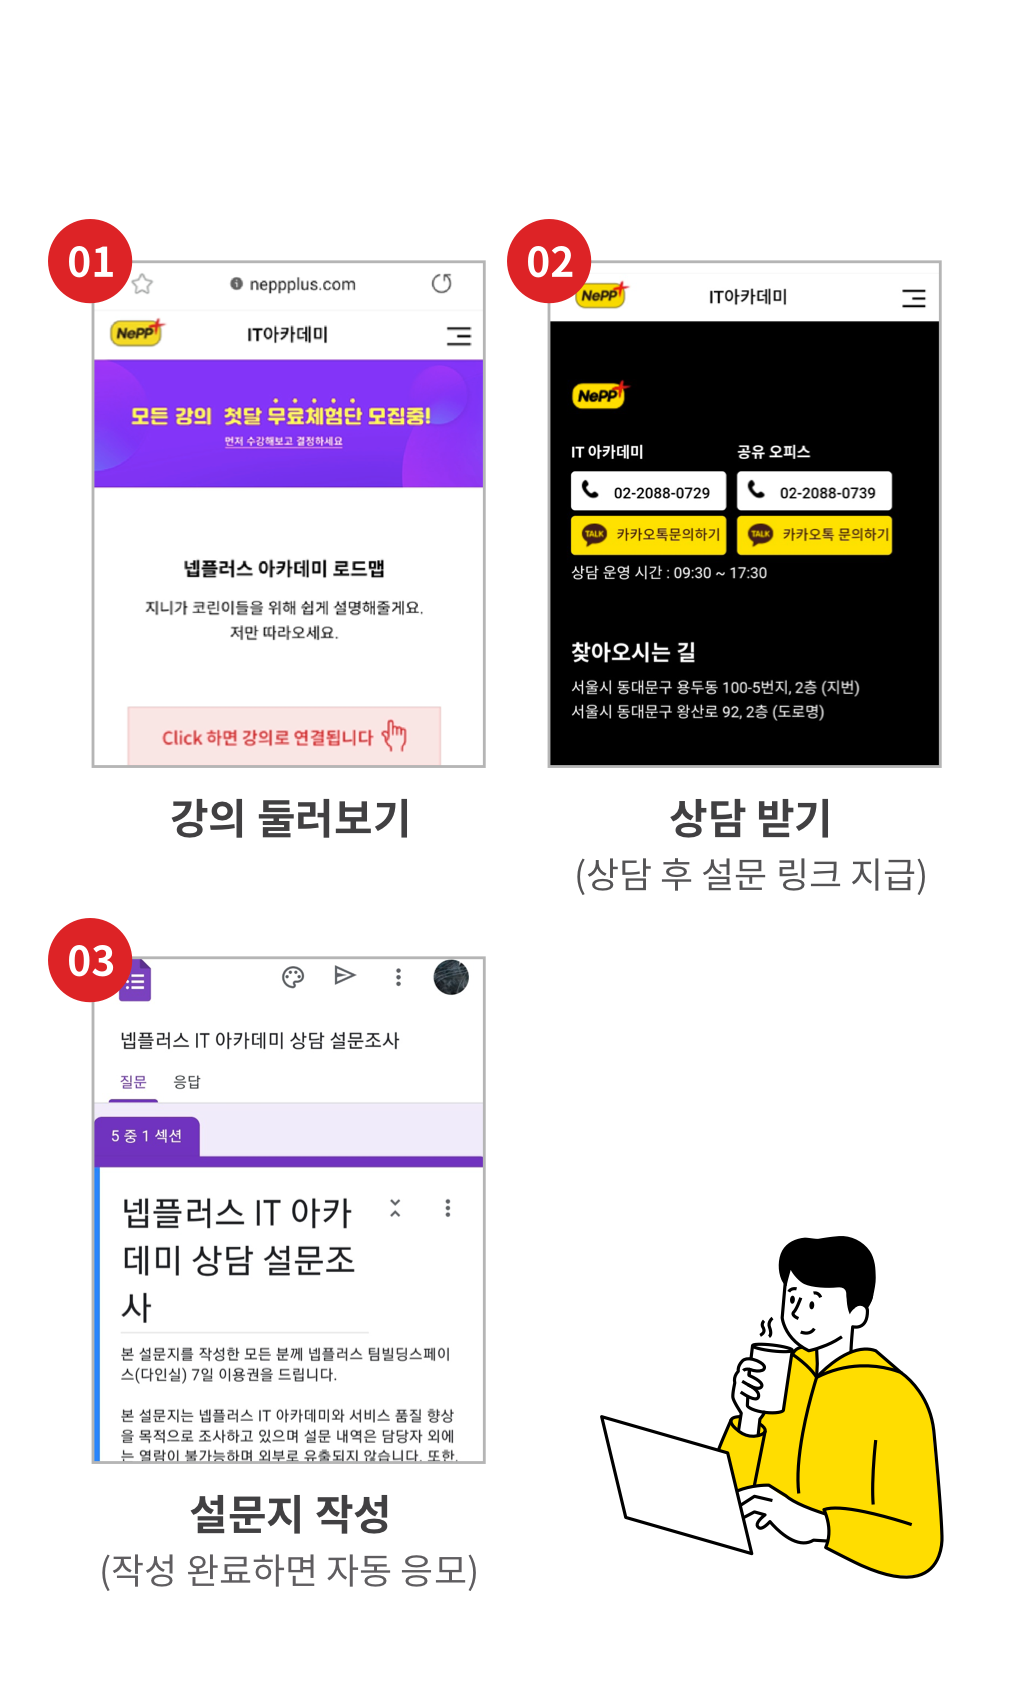 01
neppplus.com
NePP
IT아카데미
모든 강의 첫달 무료체험단 모집중!
먼저 수강해보고 결정하세요
넵플러스 아카데미 로드맵
지니가 코린이들을 위해 쉽게 설명해줄게요.
저만 따라오세요.
Click 하면 강의로 연결됩니다
강의 둘러보기
02
NePP
IT아카데미
NePP
IT 아카데미
02-2088-0729
TALK 카카오톡문의하기
공유 오피스
02-2088-0739
TALK 카카오톡 문의하기
상담 운영 시간 : 09:30 ~ 17:30
찾아오시는 길
서울시 동대문구 용두동 100-5번지, 2층 (지번)
서울시 동대문구 왕산로 92, 2층 (도로명)
상담 받기
(상담 후 설문 링크 지급)
03
넵플러스 IT 아카데미 상담 설문조사
질문 응답
5 중 1 섹션
넵플러스 IT 아카
데미 상담 설문조
사
본 설문지를 작성한 모든 분께 넵플러스 팀빌딩스페이
스(다인실) 7일 이용권을 드립니다.
본 설문지는 넵플러스 IT 아카데미와 서비스 품질 향상
을 목적으로 조사하고 있으며 설문 내역은 담당자 외에
는 열람이 불가능하며 외부로 유출되지 않습니다. 또한,
설문지 작성
(작성 완료하면 자동 응모)